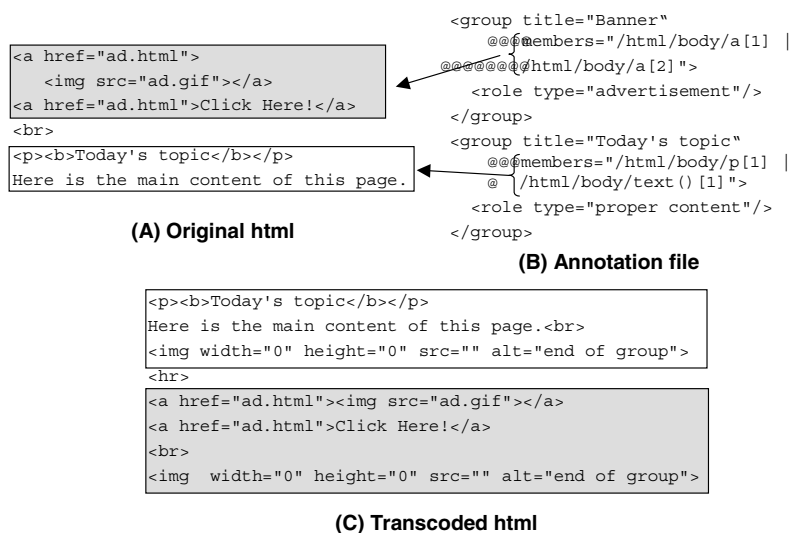 <a href="ad.html">
<img src="ad.gif"></a>
<a href="ad.html">Click Here!</a>
<br>
<p><b>Today's topic</b></p>
Here is the main content of this page.
(A) Original html
<group title="Banner“
@@@@members="/html/body/a[1] |
@@@@@@@@/html/body/a[2]">
<role type="advertisement"/>
</group>
<group title="Today's topic“
@@@members="/html/body/p[1] |
@ /html/body/text()[1]">
<role type="proper content"/>
</group>
(B) Annotation file
<p><b>Today's topic</b></p>
Here is the main content of this page.<br>
<img width="0" height="0" src="" alt="end of group">
<hr>
<a href="ad.html"><img src="ad.gif"></a>
<a href="ad.html">Click Here!</a>
<br>
<img  width="0" height="0" src="" alt="end of group">
(C) Transcoded html